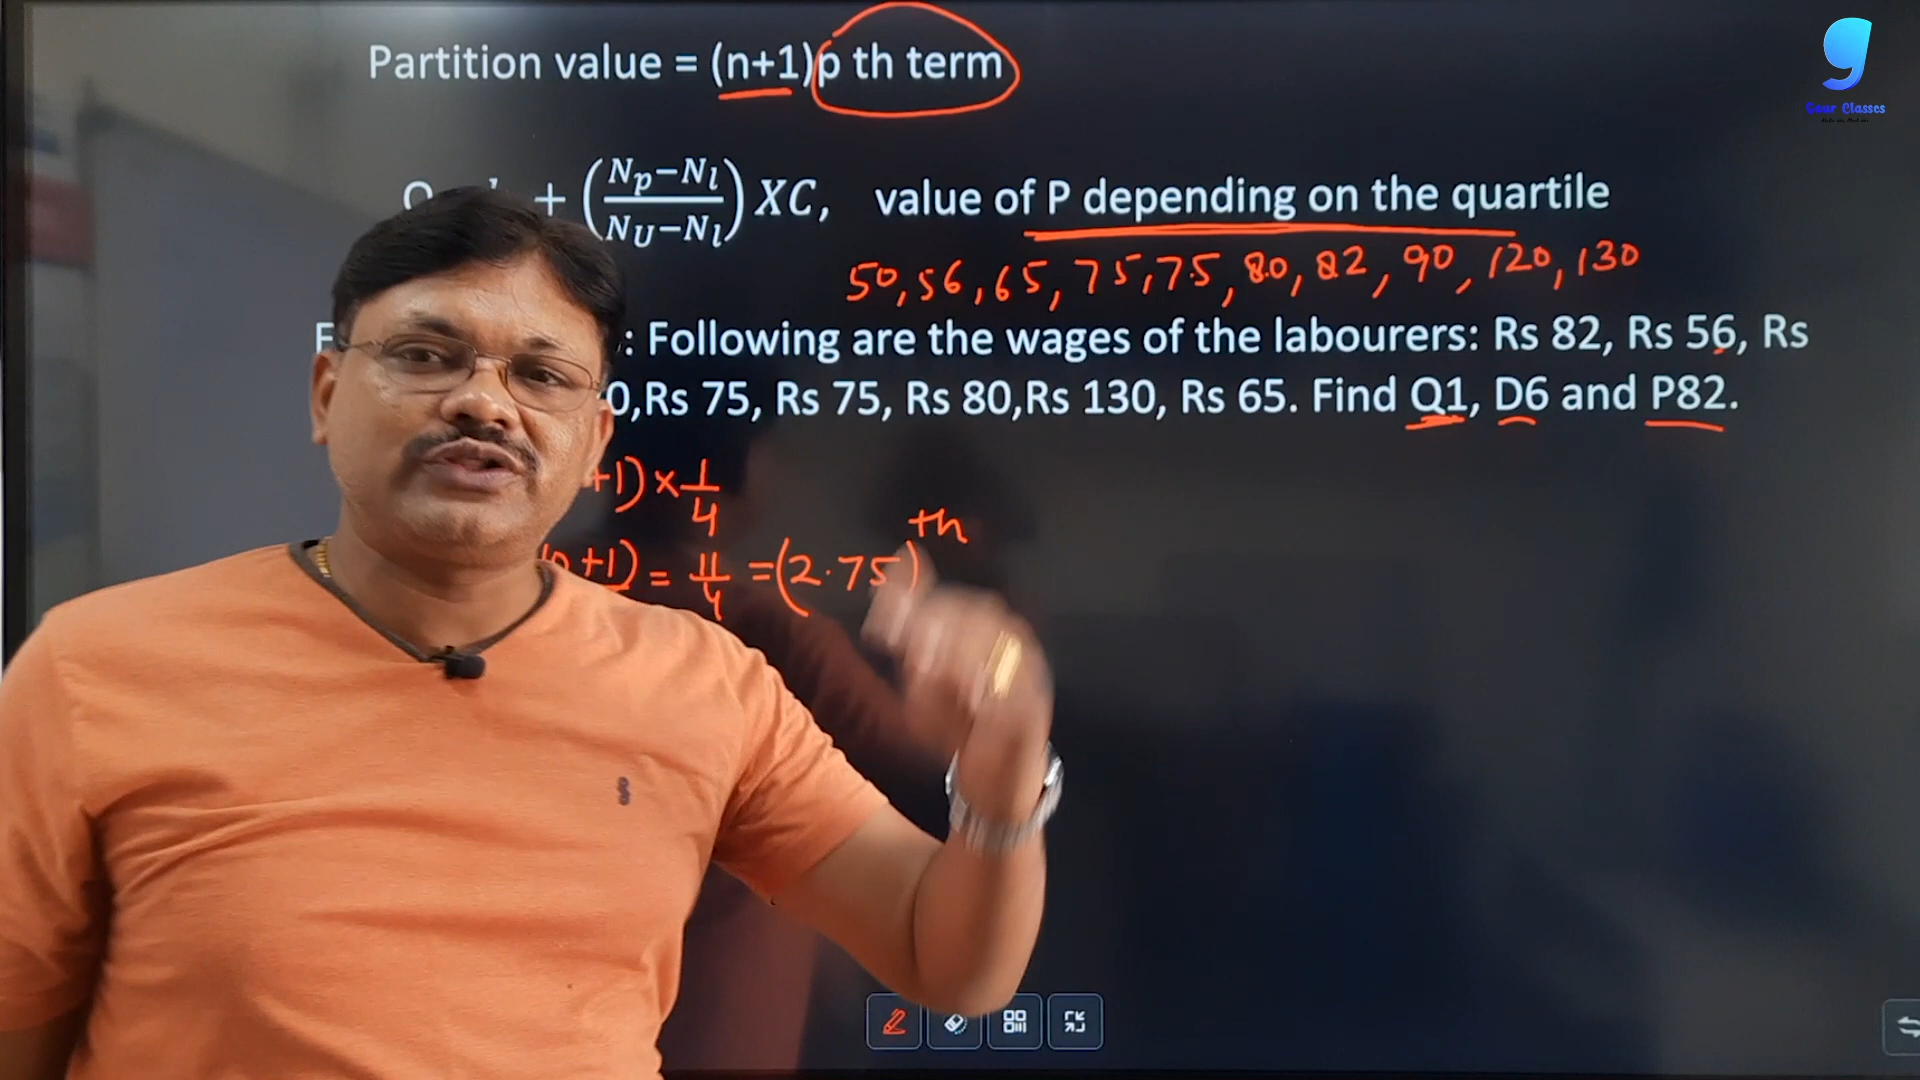 Partition value = (n+1)p th term
Gour Classes
+ (Np−Nl / NU−Nl) XC, value of P depending on the quartile
50, 56, 65, 75, 75, 80, 82, 90, 120, 130
: Following are the wages of the labourers: Rs 82, Rs 56, Rs
0,Rs 75, Rs 75, Rs 80,Rs 130, Rs 65. Find Q1, D6 and P82.
+1) × 1/4
+1) = 11/4 = (2.75)th